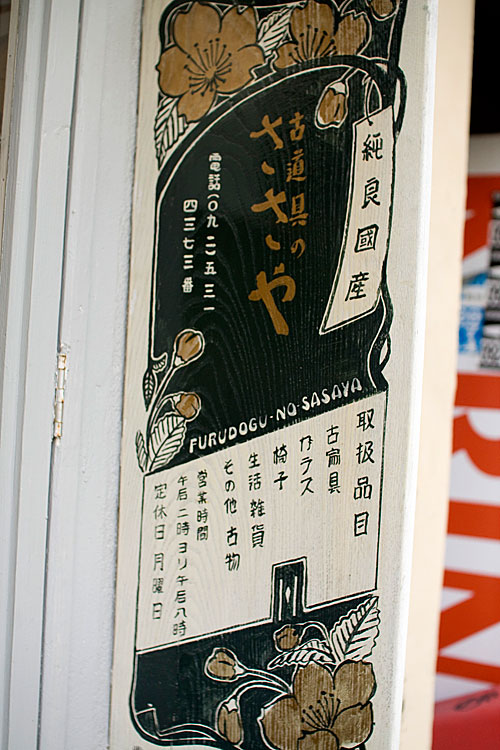 純良國産
古道具の
ささや
電話(〇九二)五三一
四三七三番
FURUDOGU-NO-SASAYA
取扱品目
古家具
ガラス
椅子
生活雑貨
その他古物
営業時間
午后二時ヨリ午后八時
定休日月曜日
RIN